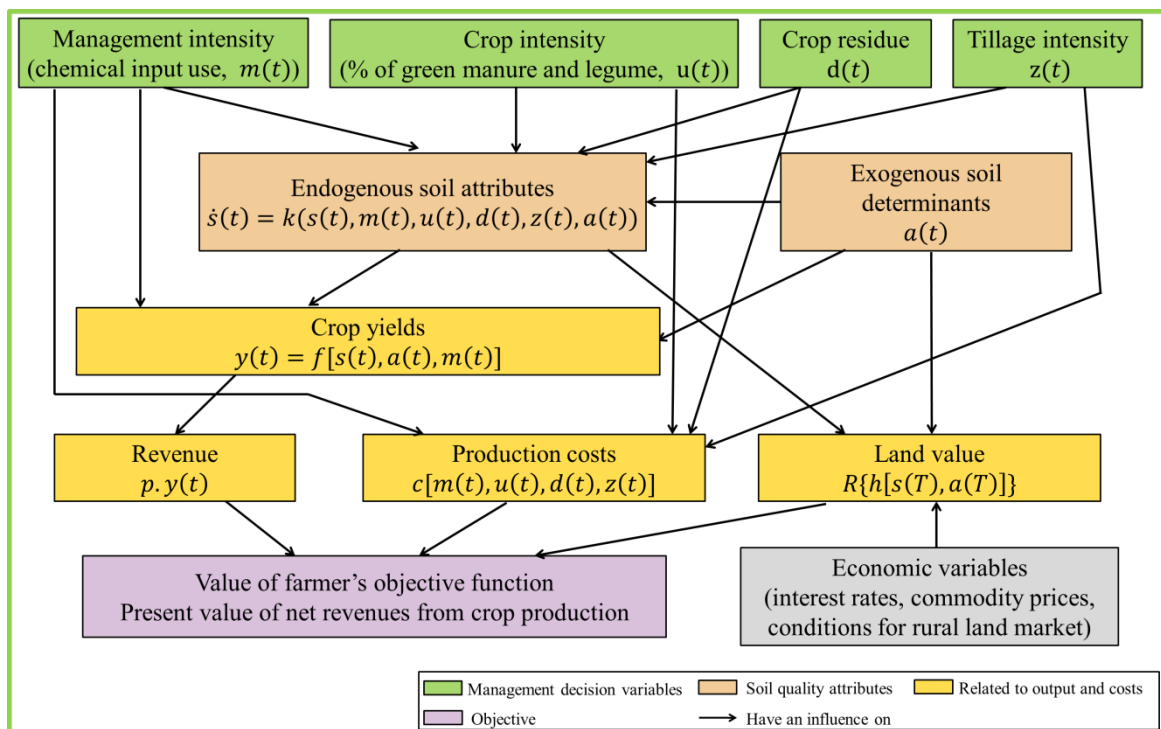 Management intensity
(chemical input use, m(t))
Crop intensity
(% of green manure and legume, u(t))
Crop residue
d(t)
Tillage intensity
z(t)
Endogenous soil attributes
ṡ(t) = k(s(t), m(t), u(t), d(t), z(t), a(t))
Exogenous soil
determinants
a(t)
Crop yields
y(t) = f[s(t), a(t), m(t)]
Revenue
p. y(t)
Production costs
c[m(t), u(t), d(t), z(t)]
Land value
R{h[s(T), a(T)]}
Value of farmer’s objective function
Present value of net revenues from crop production
Economic variables
(interest rates, commodity prices,
conditions for rural land market)
Management decision variables
Soil quality attributes
Related to output and costs
Objective
Have an influence on